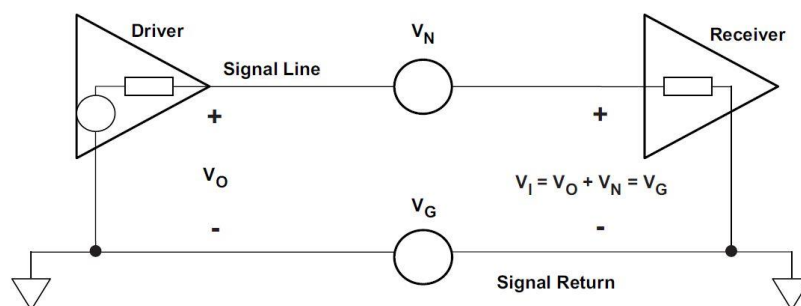 Driver
V_N
Receiver
Signal Line
+
+
V_O
V_I = V_O + V_N = V_G
V_G
-
-
Signal Return